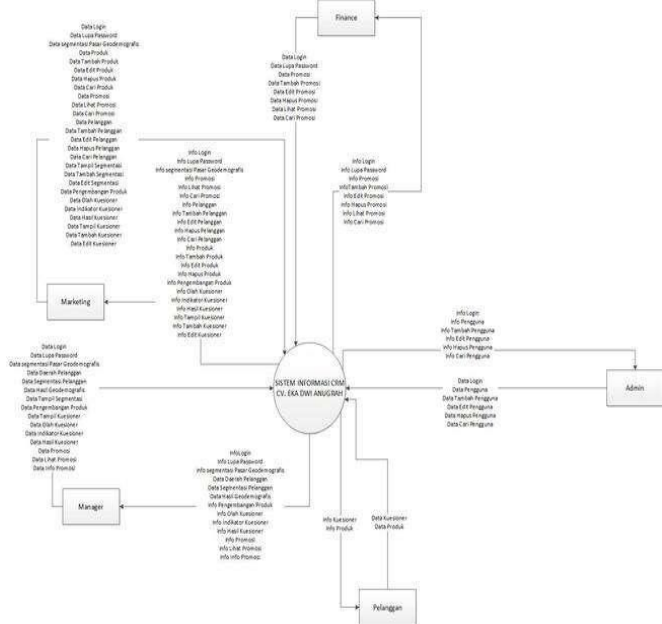 Finance
Data Login
Data Lupa Password
Data segmentasi Pasar Geodemografis
Data Produk
Data Tambah Produk
Data Edit Produk
Data Hapus Produk
Data Cari Produk
Data Promosi
Data Lihat Promosi
Data Cari Promosi
Data Pelanggan
Data Tambah Pelanggan
Data Edit Pelanggan
Data Hapus Pelanggan
Data Cari Pelanggan
Data Tampil Segmentasi
Data Tambah Segmentasi
Data Edit Segmentasi
Data Pengembangan Produk
Data Olah Kuesioner
Data Indikator Kuesioner
Data Hasil Kuesioner
Data Tampil Kuesioner
Data Tambah Kuesioner
Data Edit Kuesioner
Data Login
Data Lupa Password
Data Promosi
Data Tambah Promosi
Data Edit Promosi
Data Hapus Promosi
Data Lihat Promosi
Data Cari Promosi
Info Login
Info Lupa Password
Info segmentasi Pasar Geodemografis
Info Promosi
Info Lihat Promosi
Info Cari Promosi
Info Pelanggan
Info Tambah Pelanggan
Info Edit Pelanggan
Info Hapus Pelanggan
Info Cari Pelanggan
Info Produk
Info Tambah Produk
Info Edit Produk
Info Hapus Produk
Info Pengembangan Produk
Info Olah Kuesioner
Info Indikator Kuesioner
Info Hasil Kuesioner
Info Tampil Kuesioner
Info Tambah Kuesioner
Info Edit Kuesioner
Info Login
Info Lupa Password
Info Promosi
InfoTambah Promosi
Info Edit Promosi
Info Hapus Promosi
Info Lihat Promosi
Info Cari Promosi
Marketing
Info Login
Info Pengguna
Info Tambah Pengguna
Info Edit Pengguna
Info Hapus Pengguna
Info Cari Pengguna
SISTEM INFORMASI CRM
CV. EKA DWI ANUGRAH
Admin
Data Login
Data Pengguna
Data Tambah Pengguna
Data Edit Pengguna
Data Hapus Pengguna
Data Cari Pengguna
Data Login
Data Lupa Password
Data segmentasi Pasar Geodemografis
Data Daerah Pelanggan
Data Segmentasi Pelanggan
Data Hasil Geodemografis
Data Tampil Segmentasi
Data Pengembangan Produk
Data Tampil Kuesioner
Data Olah Kuesioner
Data Indikator Kuesioner
Data Hasil Kuesioner
Data Promosi
Data Lihat Promosi
Data Info Promosi
Manager
InfoLogin
Info Lupa Password
Info segmentasi Pasar Geodemografis
Data Daerah Pelanggan
Data Segmentasi Pelanggan
Data Hasil Geodemografis
Info Pengembangan Produk
Info Olah Kuesioner
Info Indikator Kuesioner
Info Hasil Kuesioner
Info Promosi
Info Lihat Promosi
Info Info Promosi
Info Kuesioner
Info Produk
Data Kuesioner
Data Produk
Pelanggan